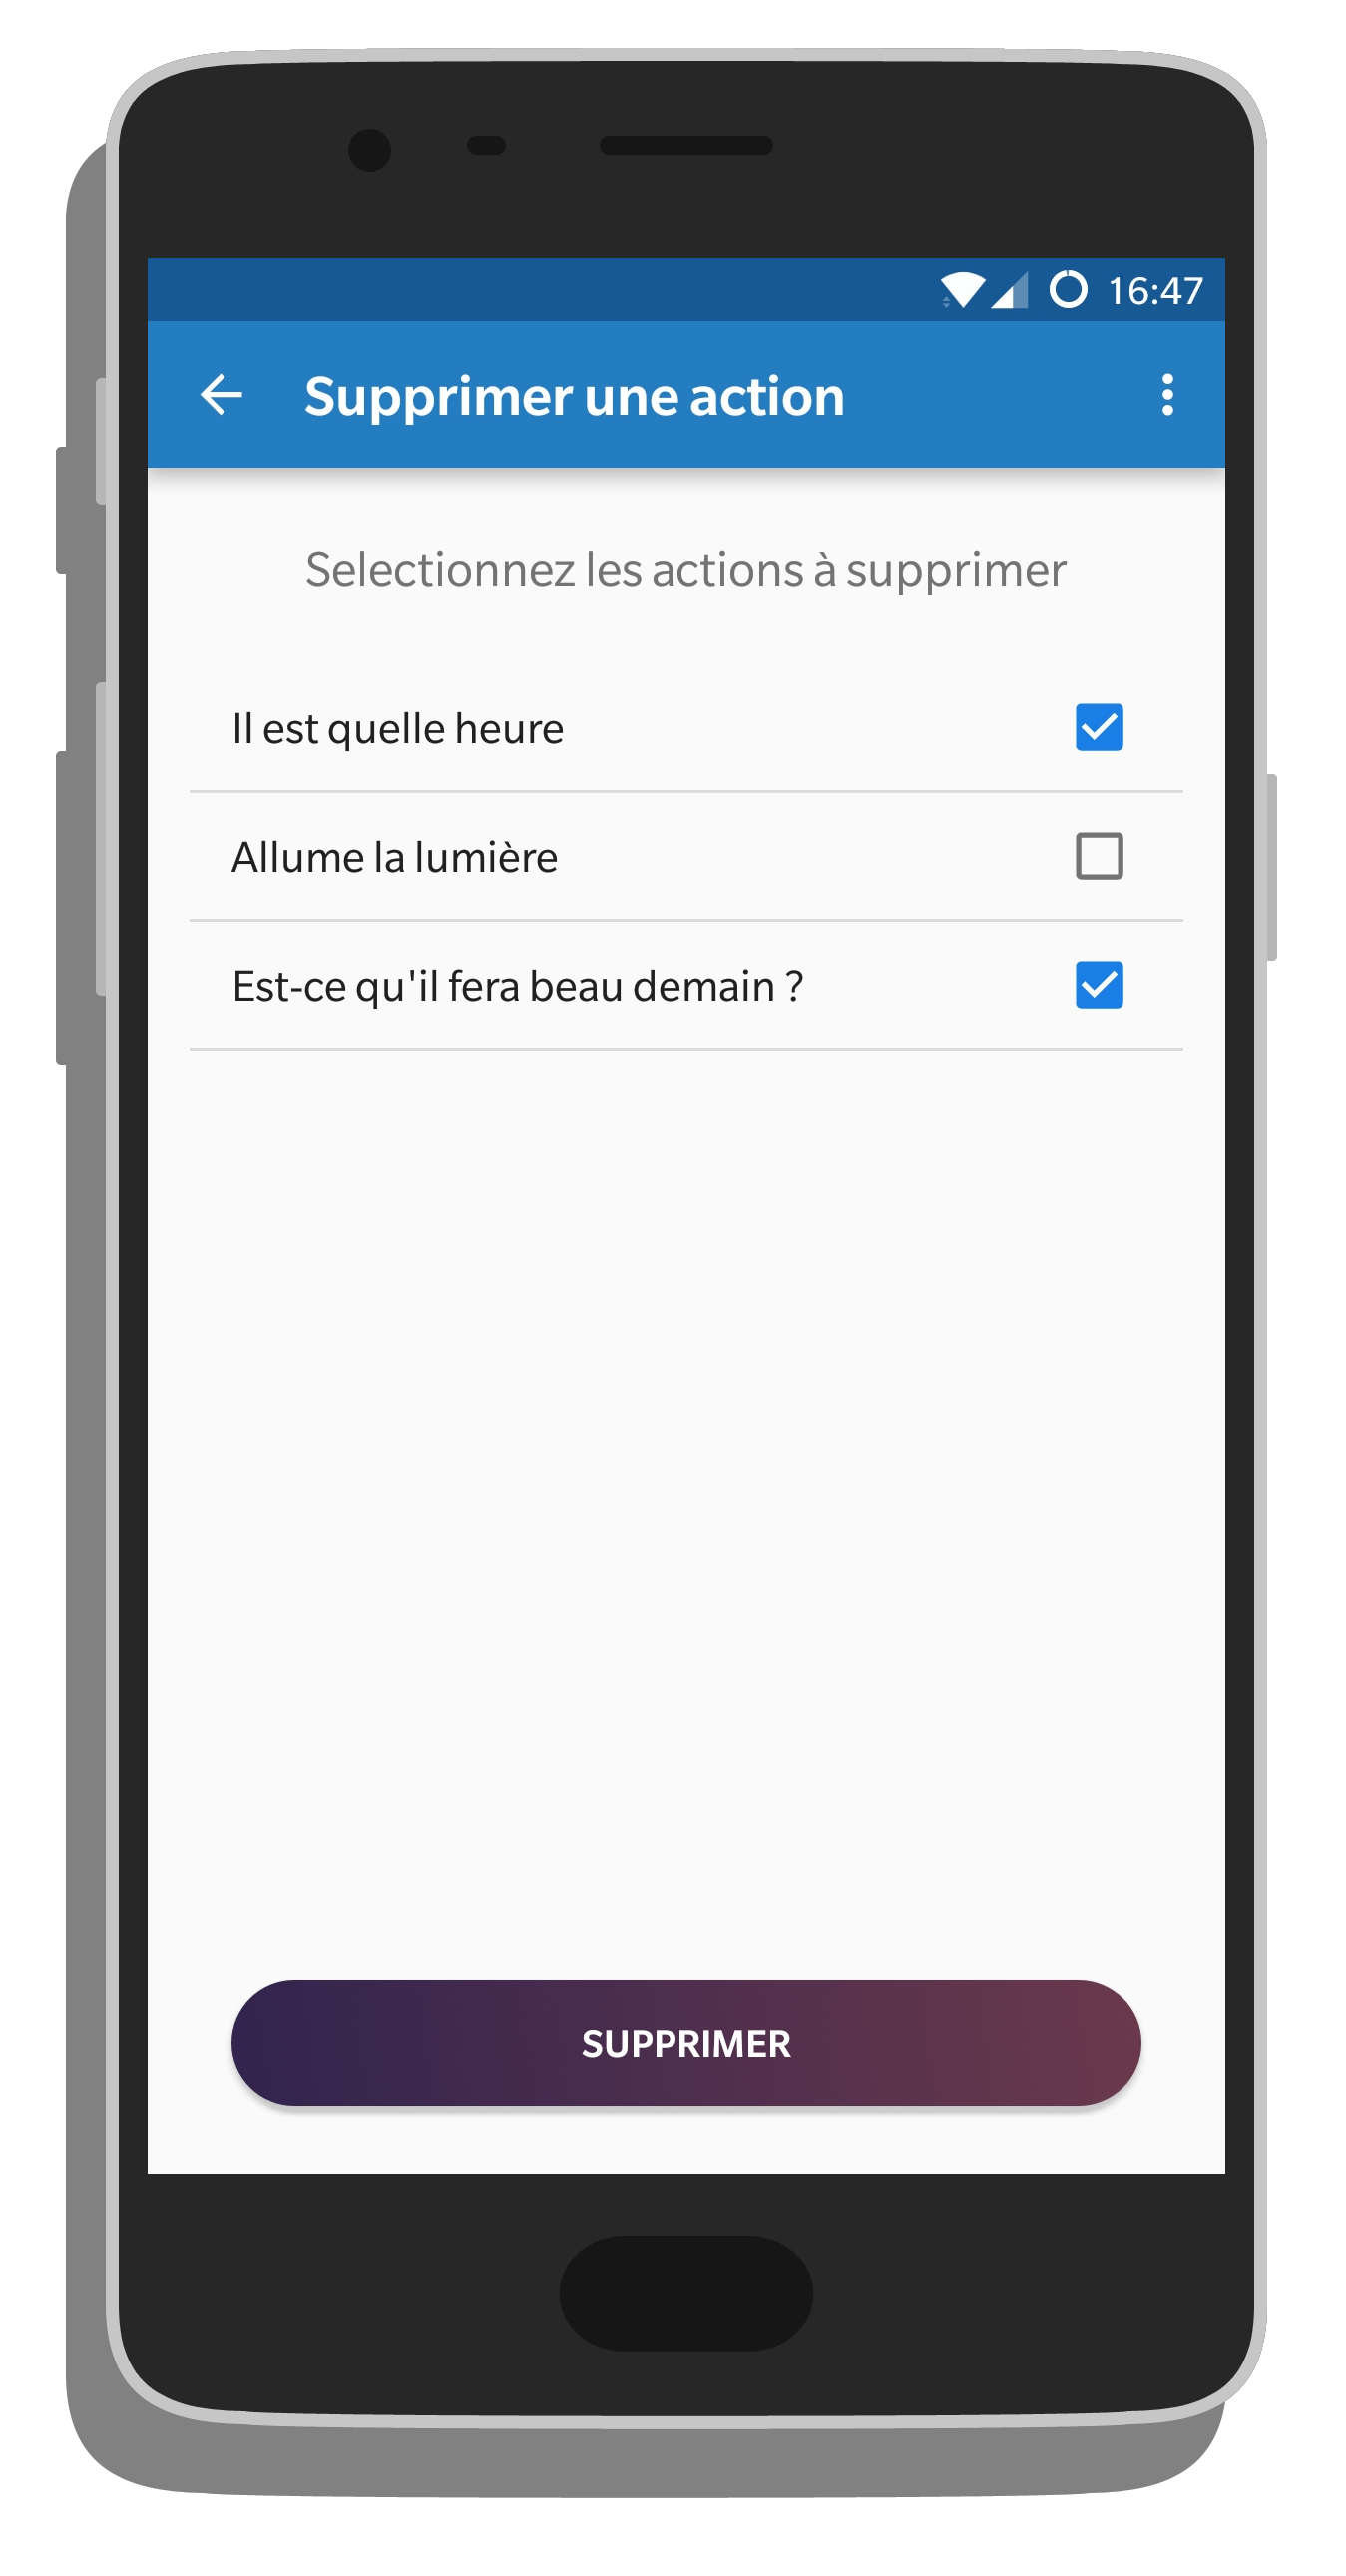 16:47
Supprimer une action
Selectionnez les actions à supprimer
Il est quelle heure
Allume la lumière
Est-ce qu'il fera beau demain ?
SUPPRIMER